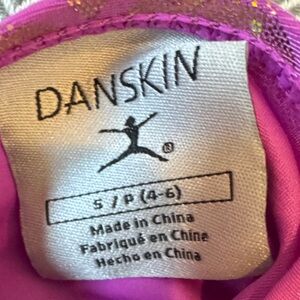 DANSKIN
®
S / P (4-6)
Made in China
Fabriqué en Chine
Hecho en China